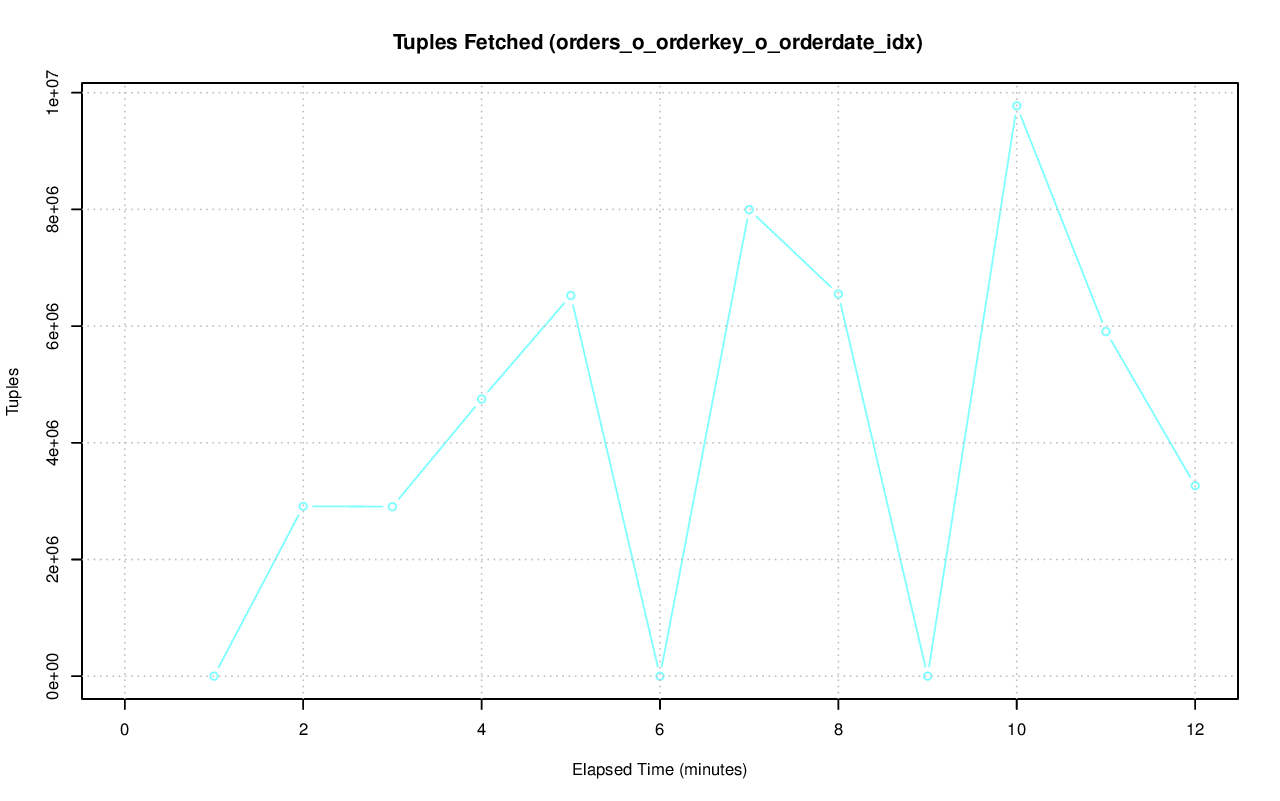 Tuples Fetched (orders_o_orderkey_o_orderdate_idx)
1e+07
8e+06
6e+06
4e+06
2e+06
0e+00
Tuples
0 2 4 6 8 10 12
Elapsed Time (minutes)